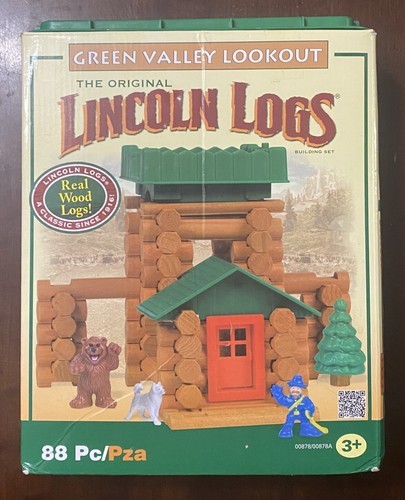 GREEN VALLEY LOOKOUT
THE ORIGINAL
LINCOLN LOGS®
BUILDING SET
LINCOLN LOGS®
Real
Wood
Logs!
A CLASSIC SINCE 1916!
88 Pc/Pza
00878/00878A
3+